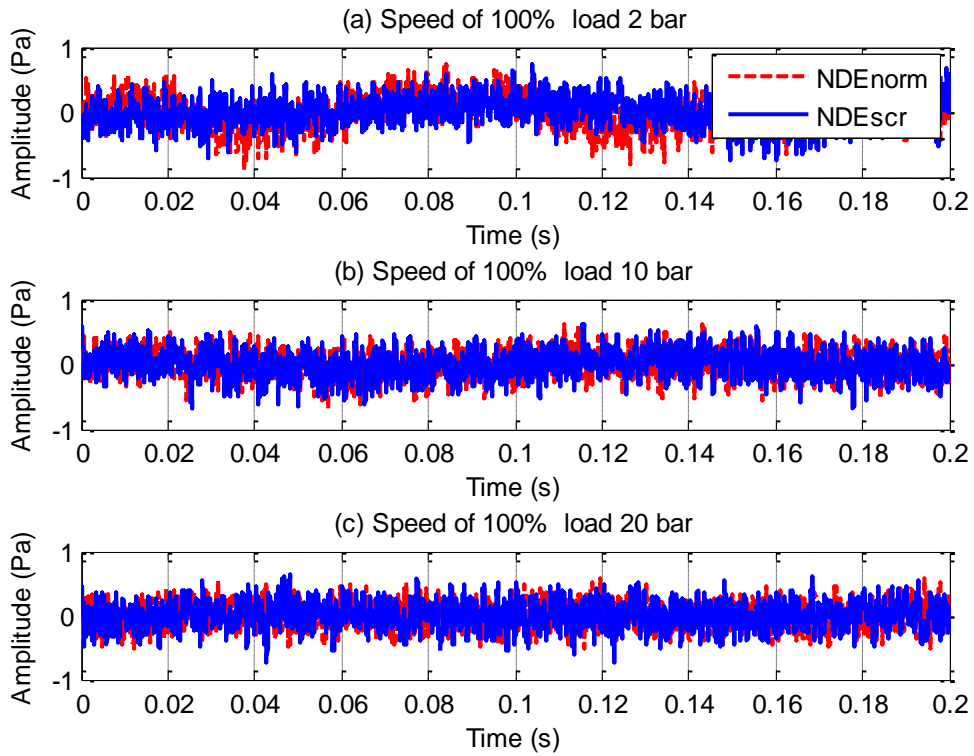 (a) Speed of 100%  load 2 bar
Amplitude (Pa)
1
0
-1
NDEnorm
NDEscr
0 0.02 0.04 0.06 0.08 0.1 0.12 0.14 0.16 0.18 0.2
Time (s)
(b) Speed of 100%  load 10 bar
Amplitude (Pa)
1
0
-1
0 0.02 0.04 0.06 0.08 0.1 0.12 0.14 0.16 0.18 0.2
Time (s)
(c) Speed of 100%  load 20 bar
Amplitude (Pa)
1
0
-1
0 0.02 0.04 0.06 0.08 0.1 0.12 0.14 0.16 0.18 0.2
Time (s)